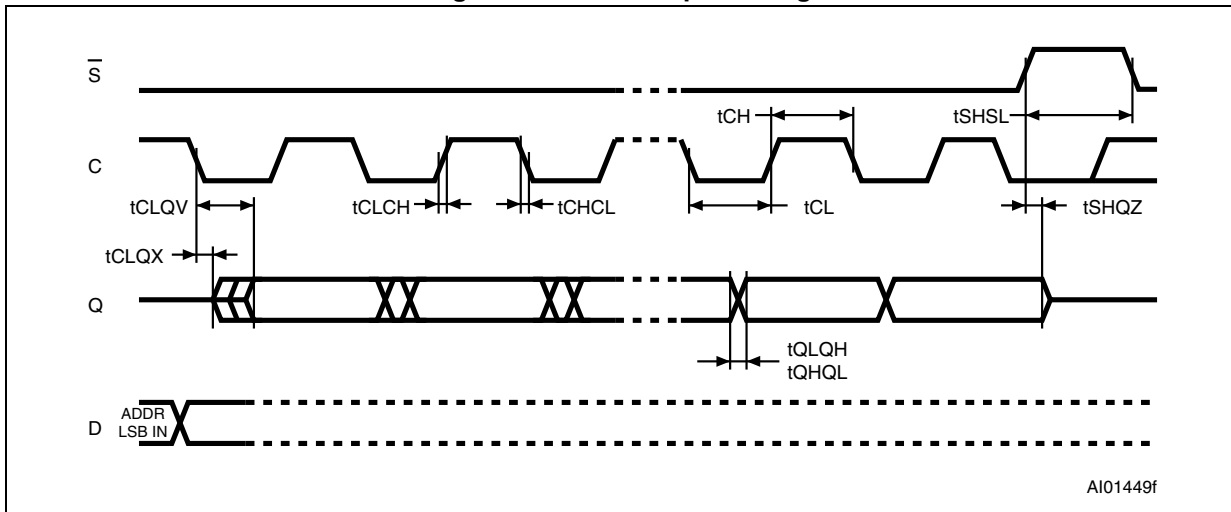 S
tCH
tSHSL
C
tCLQV
tCLCH
tCHCL
tCL
tSHQZ
tCLQX
Q
tQLQH
tQHQL
D
ADDR
LSB IN
AI01449f